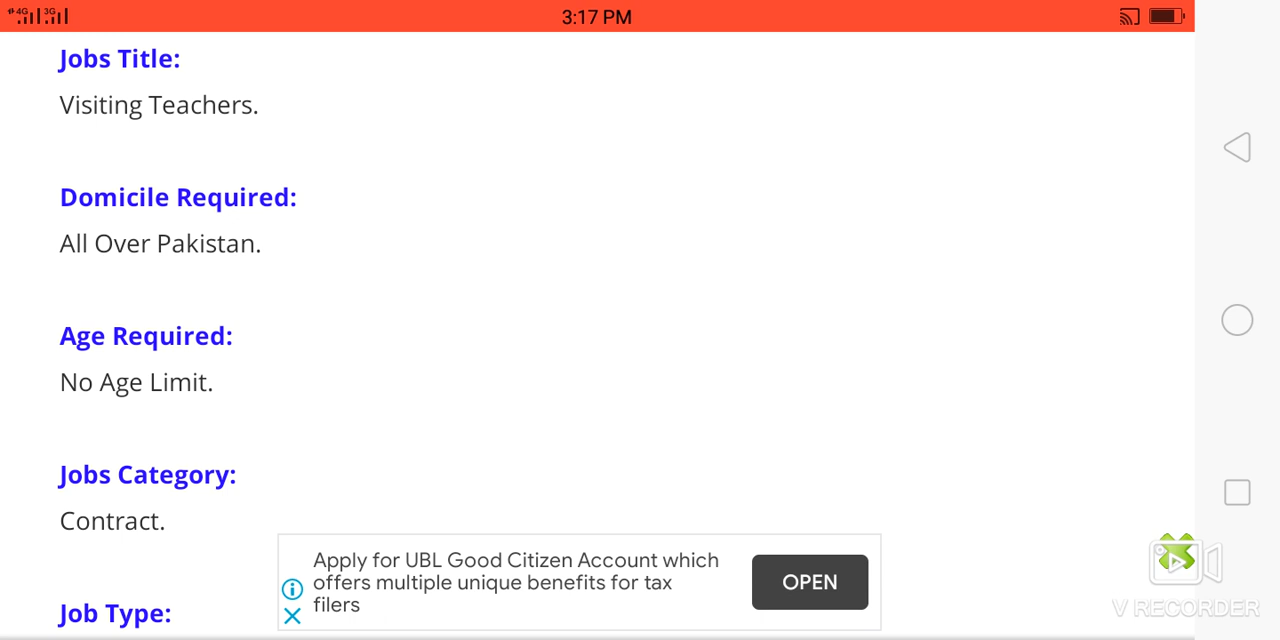 4G 3G 3:17 PM
Jobs Title:
Visiting Teachers.
Domicile Required:
All Over Pakistan.
Age Required:
No Age Limit.
Jobs Category:
Contract.
Apply for UBL Good Citizen Account which
offers multiple unique benefits for tax
filers
OPEN
Job Type:
V RECORDER